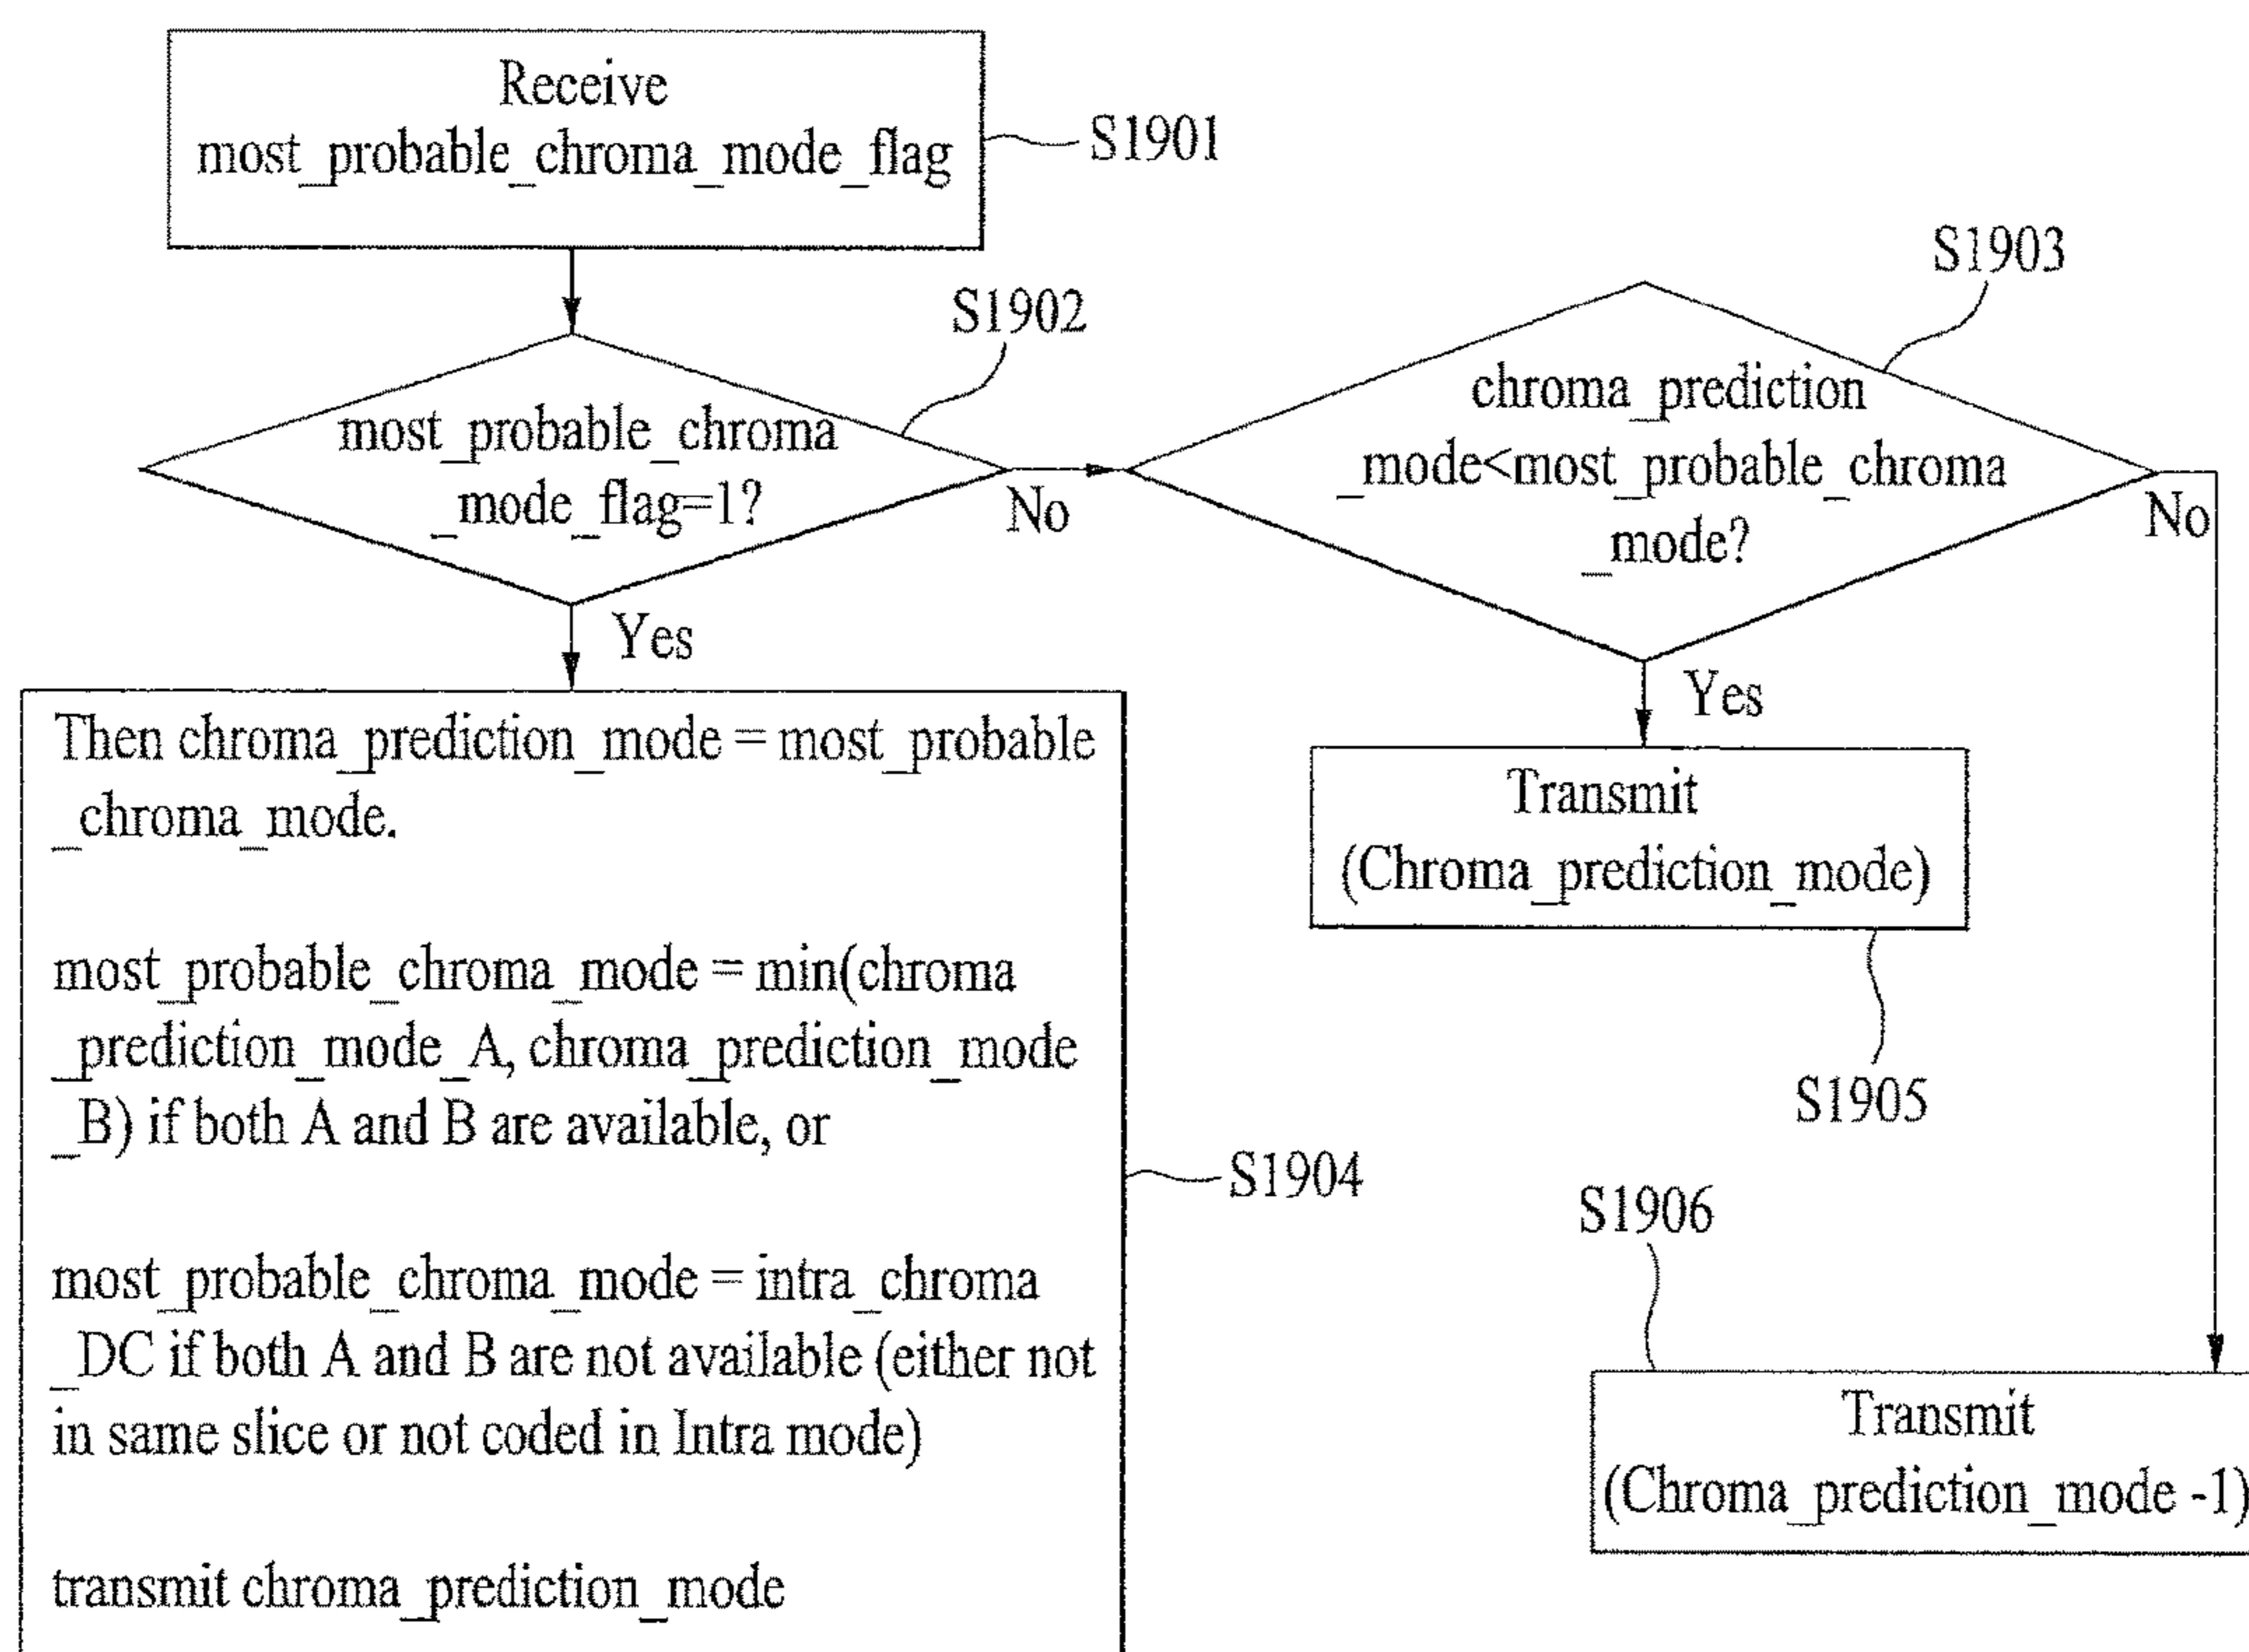 Receive
most_probable_chroma_mode_flag
S1901
S1902
most_probable_chroma
_mode_flag=1?
No
Yes
S1903
chroma_prediction
_mode<most_probable_chroma
_mode?
No
Yes
Then chroma_prediction_mode = most_probable
_chroma_mode.
most_probable_chroma_mode = min(chroma
_prediction_mode_A, chroma_prediction_mode
_B) if both A and B are available, or
most_probable_chroma_mode = intra_chroma
_DC if both A and B are not available (either not
in same slice or not coded in Intra mode)
transmit chroma_prediction_mode
S1904
Transmit
(Chroma_prediction_mode)
S1905
S1906
Transmit
(Chroma_prediction_mode -1)